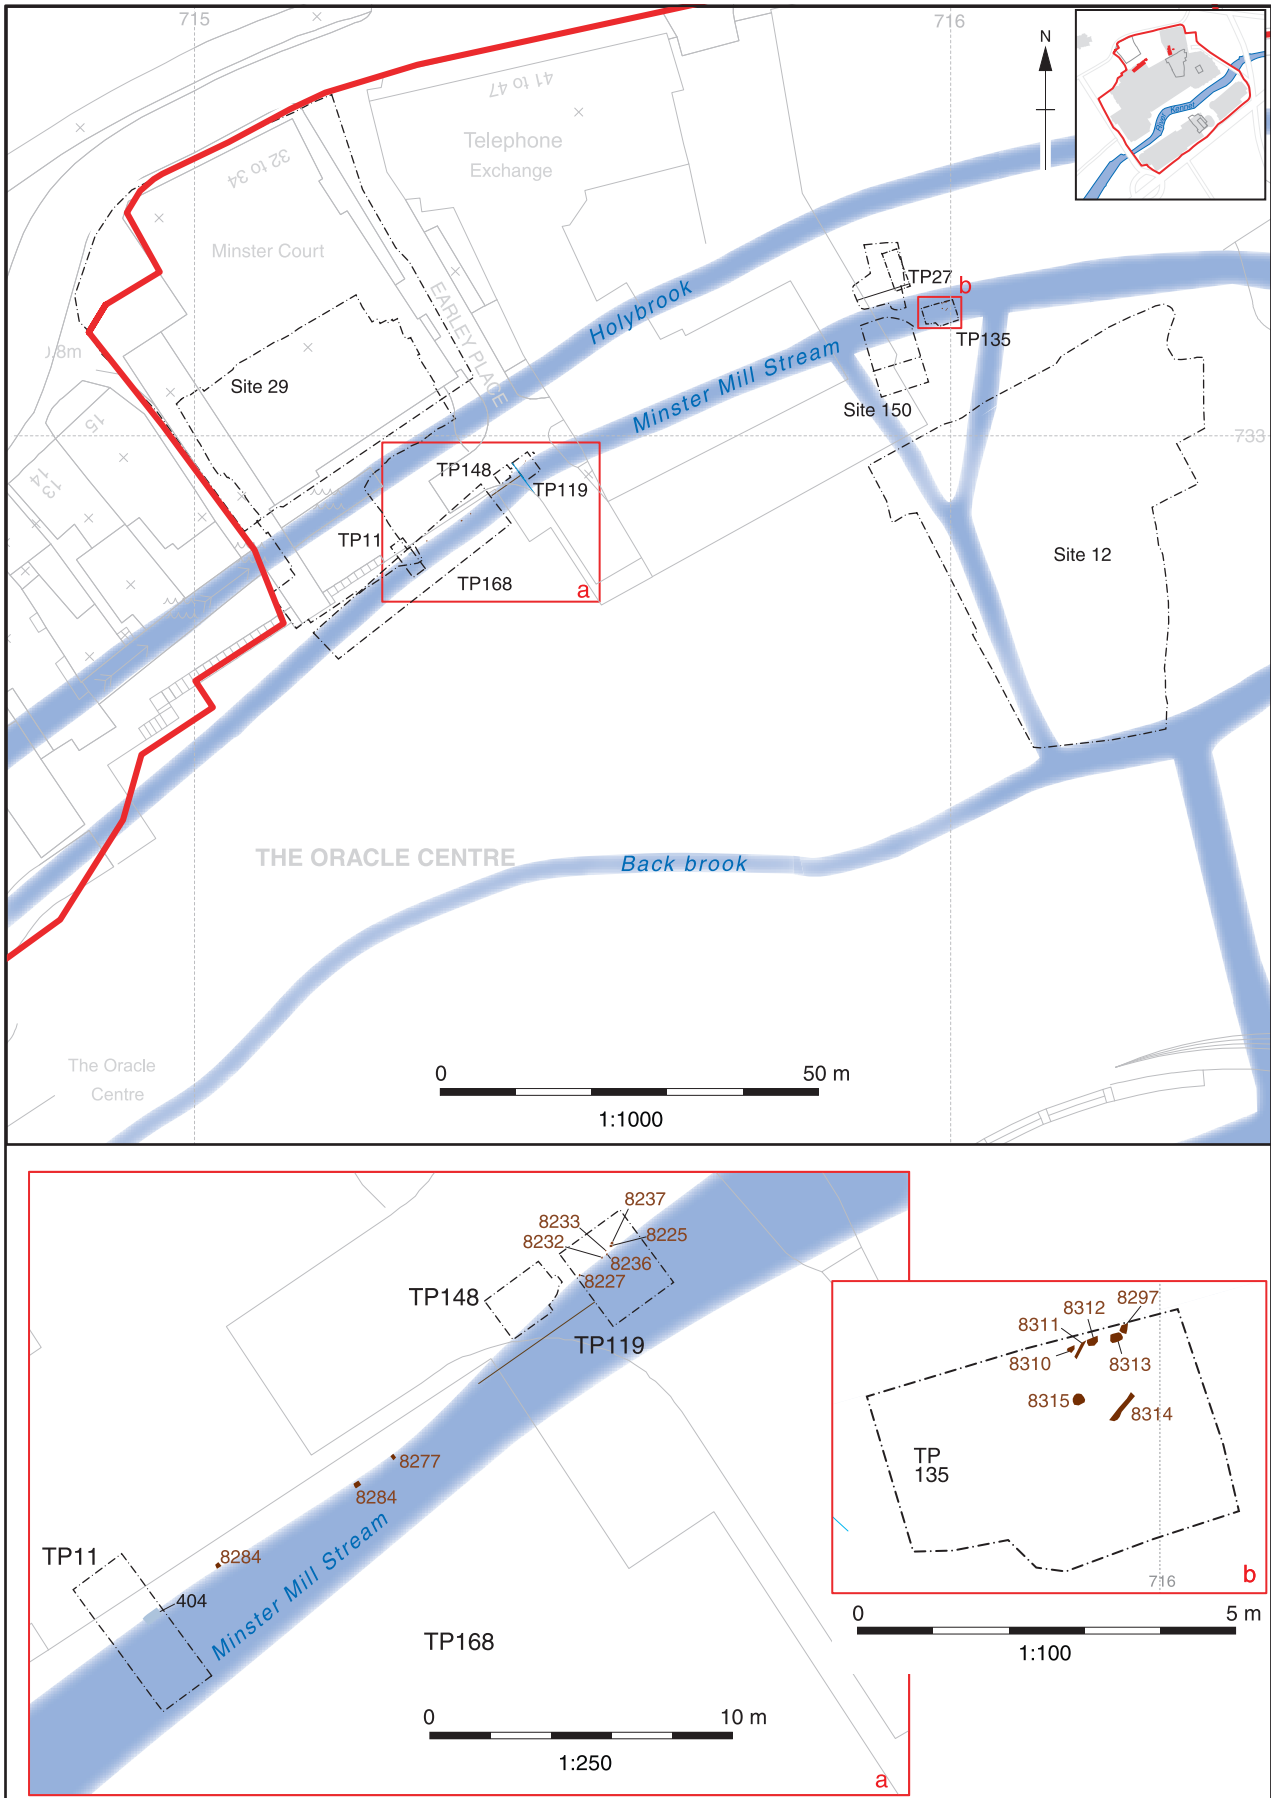 715
716
N
River Kennet
41 to 47
Telephone
Exchange
32 to 34
Minster Court
EARLEY PLACE
Holybrook
TP27
b
TP135
J.8m
Site 29
Minster Mill Stream
Site 150
15
13
14
733
TP148
TP119
TP11
TP168
a
Site 12
THE ORACLE CENTRE
Back brook
The Oracle
Centre
0 50 m
1:1000
8237
8233
8225
8232
8236
8227
TP148
TP119
8297
8312
8311
8310
8313
8315
8314
TP
135
716
b
8277
8284
8284
TP11
404
Minster Mill Stream
TP168
0 5 m
1:100
0 10 m
1:250
a